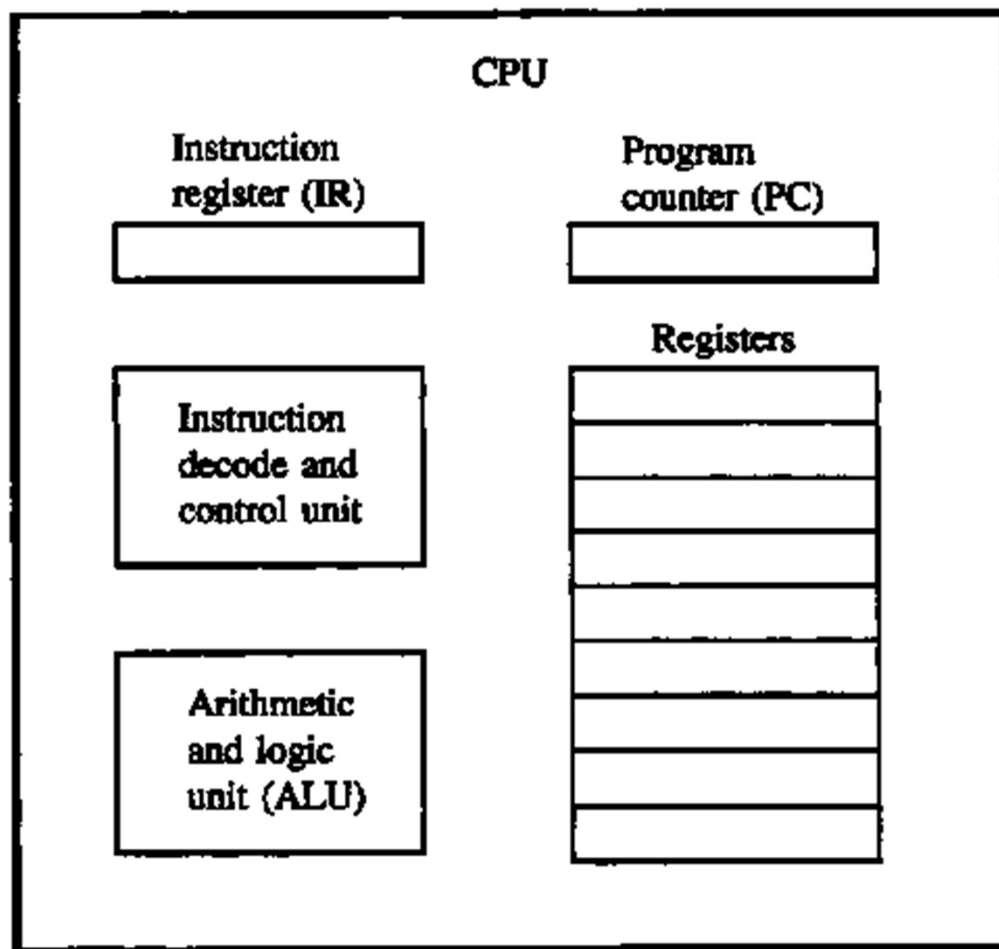 CPU
Instruction
register (IR)
Program
counter (PC)
Registers
Instruction
decode and
control unit
Arithmetic
and logic
unit (ALU)